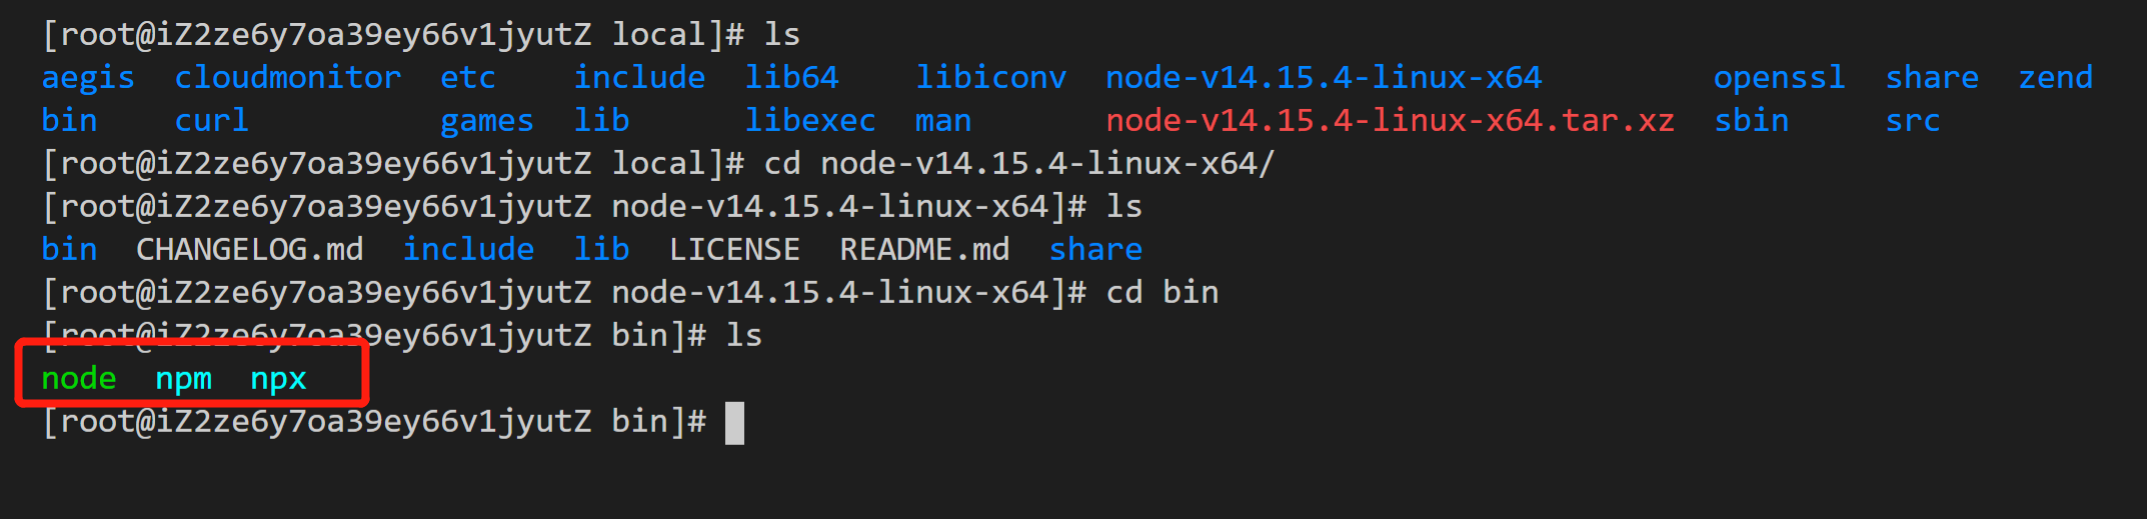 [root@iZ2ze6y7oa39ey66v1jyutZ local]# ls
aegis  cloudmonitor  etc    include  lib64    libiconv  node-v14.15.4-linux-x64         openssl  share  zend
bin    curl          games  lib      libexec  man       node-v14.15.4-linux-x64.tar.xz  sbin     src
[root@iZ2ze6y7oa39ey66v1jyutZ local]# cd node-v14.15.4-linux-x64/
[root@iZ2ze6y7oa39ey66v1jyutZ node-v14.15.4-linux-x64]# ls
bin  CHANGELOG.md  include  lib  LICENSE  README.md  share
[root@iZ2ze6y7oa39ey66v1jyutZ node-v14.15.4-linux-x64]# cd bin
[root@iZ2ze6y7oa39ey66v1jyutZ bin]# ls
node  npm  npx
[root@iZ2ze6y7oa39ey66v1jyutZ bin]#